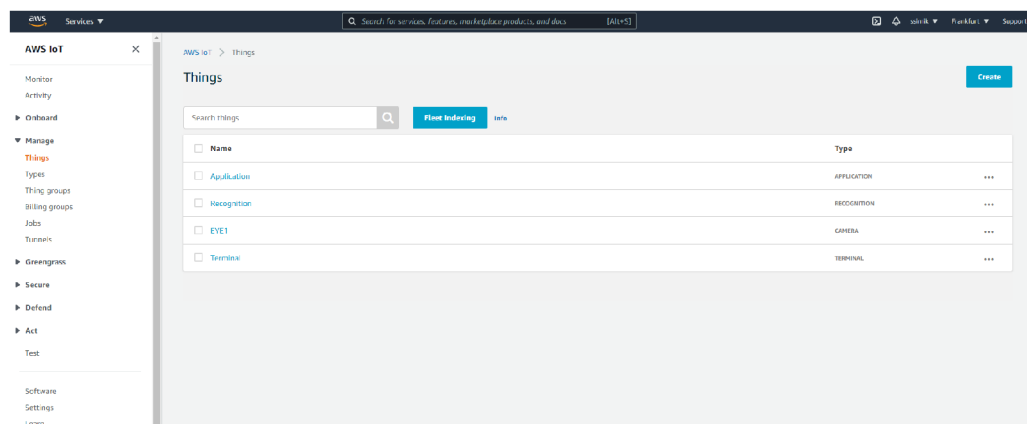 aws Services ▼ Search for services, features, marketplace products, and docs [Alt+S] ssimik ▼ Frankfurt ▼ Support
AWS IoT
Monitor
Activity
Onboard
Manage
Things
Types
Thing groups
Billing groups
Jobs
Tunnels
Greengrass
Secure
Defend
Act
Test
Software
Settings
Learn
AWS IoT > Things
Things
Create
Search things
Fleet Indexing Info
Name Type
Application APPLICATION
Recognition RECOGNITION
EYE1 CAMERA
Terminal TERMINAL